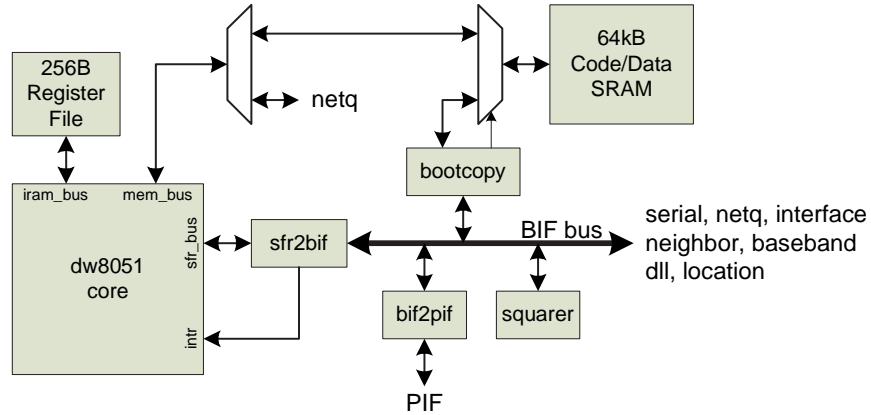 64kB
Code/Data
SRAM
256B
Register
File
netq
bootcopy
iram_bus
mem_bus
sfr_bus
dw8051
core
intr
sfr2bif
BIF bus
serial, netq, interface
neighbor, baseband
dll, location
bif2pif
squarer
PIF